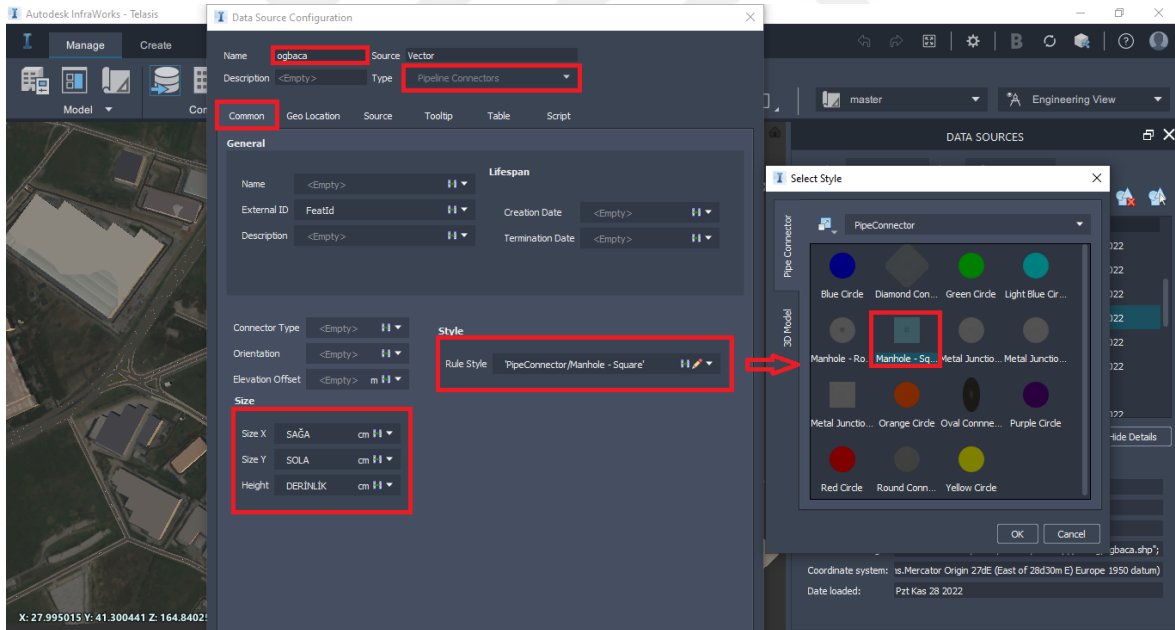 Autodesk InfraWorks - Telasis
Manage
Create
Model
Data Source Configuration
Name
ogbaca
Source
Vector
Description
<Empty>
Type
Pipeline Connectors
Common
Geo Location
Source
Tooltip
Table
Script
General
Name
<Empty>
External ID
FeatId
Description
<Empty>
Lifespan
Creation Date
<Empty>
Termination Date
<Empty>
Connector Type
<Empty>
Orientation
<Empty>
Elevation Offset
<Empty>
m
Style
Rule Style
'PipeConnector/Manhole - Square'
Size
Size X
SAĞA
cm
Size Y
SOLA
cm
Height
DERİNLİK
cm
master
Engineering View
DATA SOURCES
Select Style
PipeConnector
Pipe Connector
3D Model
Blue Circle
Diamond Con...
Green Circle
Light Blue Cir...
Manhole - Ro...
Manhole - Sq...
Metal Junctio...
Metal Junctio...
Metal Junctio...
Orange Circle
Oval Connne...
Purple Circle
Red Circle
Round Conn...
Yellow Circle
OK
Cancel
Hide Details
Coordinate system:
Mercator Origin 27dE (East of 28d30m E) Europe 1950 datum)
Date loaded:
Pzt Kas 28 2022
X: 27.995015 Y: 41.300441 Z: 164.8402